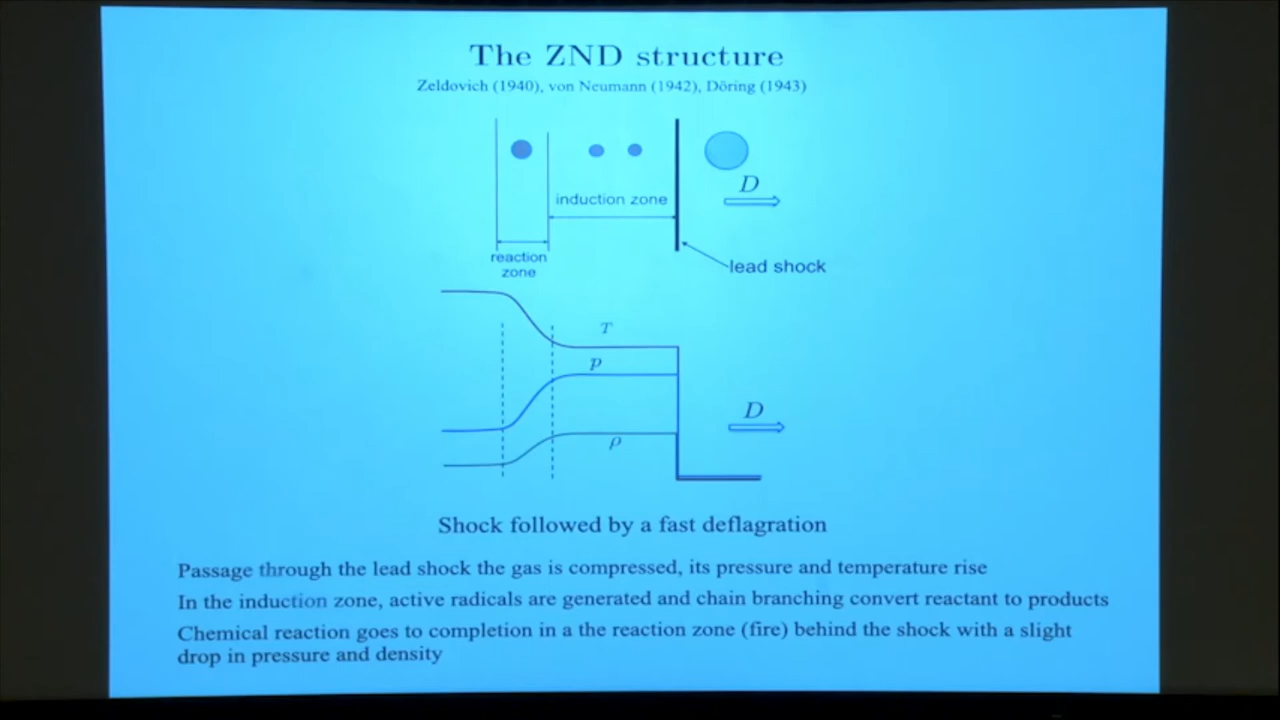 The ZND structure
Zeldovich (1940), von Neumann (1942), Döring (1943)
D
induction zone
reaction
zone
lead shock
T
p
D
ρ
Shock followed by a fast deflagration
Passage through the lead shock the gas is compressed, its pressure and temperature rise
In the induction zone, active radicals are generated and chain branching convert reactant to products
Chemical reaction goes to completion in a the reaction zone (fire) behind the shock with a slight
drop in pressure and density